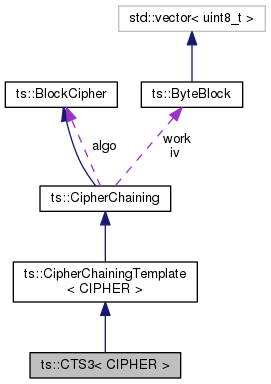 std::vector< uint8_t >
ts::BlockCipher
ts::ByteBlock
algo
work
iv
ts::CipherChaining
ts::CipherChainingTemplate
< CIPHER >
ts::CTS3< CIPHER >